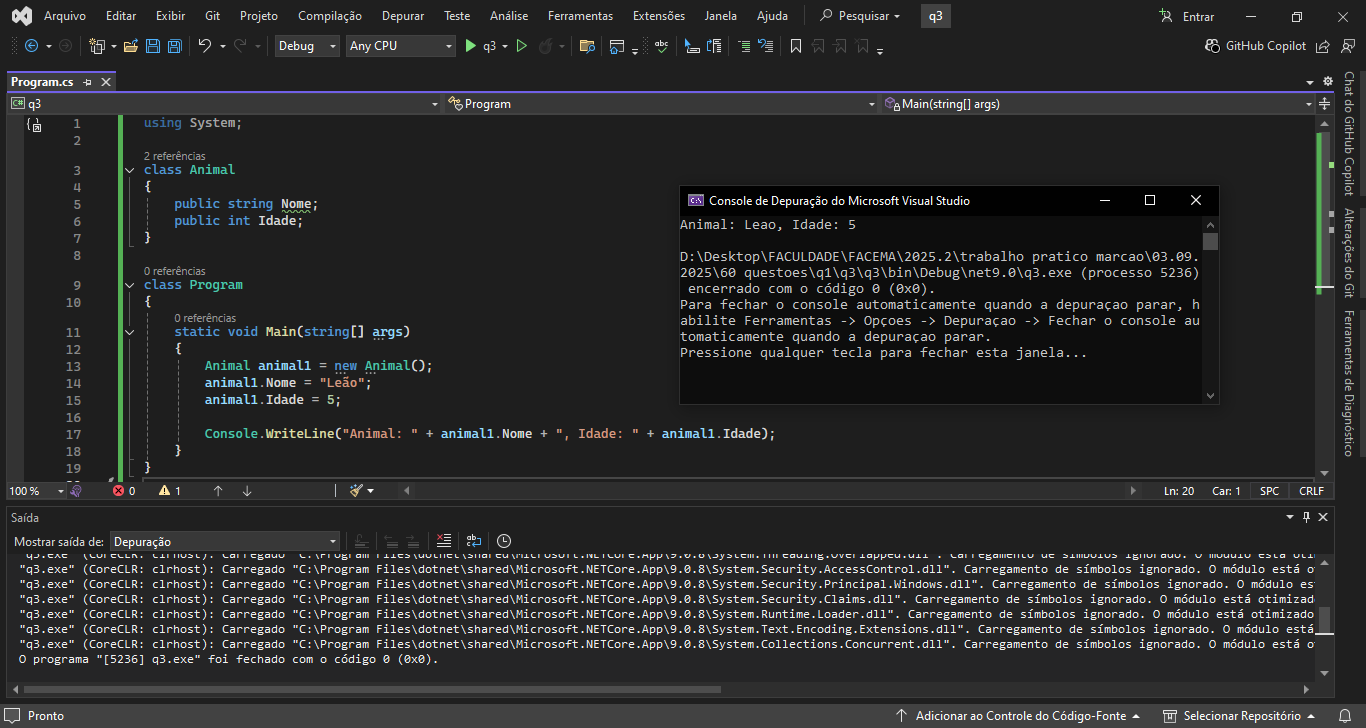 Arquivo Editar Exibir Git Projeto Compilação Depurar Teste Análise Ferramentas Extensões Janela Ajuda Pesquisar q3 Entrar
Debug Any CPU q3 abc GitHub Copilot
Program.cs
C# q3 Program Main(string[] args)
1 using System;
2
2 referências
3 class Animal
4 {
5 public string Nome;
6 public int Idade;
7 }
8
0 referências
9 class Program
10 {
0 referências
11 static void Main(string[] args)
12 {
13 Animal animal1 = new Animal();
14 animal1.Nome = "Leão";
15 animal1.Idade = 5;
16
17 Console.WriteLine("Animal: " + animal1.Nome + ", Idade: " + animal1.Idade);
18 }
19 }
Console de Depuração do Microsoft Visual Studio
Animal: Leao, Idade: 5
D:\Desktop\FACULDADE\FACEMA\2025.2\trabalho pratico marcao\03.09.
2025\60 questoes\q1\q3\q3\bin\Debug\net9.0\q3.exe (processo 5236)
encerrado com o código 0 (0x0).
Para fechar o console automaticamente quando a depuraçao parar, h
abilite Ferramentas -> Opçoes -> Depuraçao -> Fechar o console au
tomaticamente quando a depuraçao parar.
Pressione qualquer tecla para fechar esta janela...
Chat do GitHub Copilot
Alterações do Git
Ferramentas de Diagnóstico
100 % 0 1 Ln: 20 Car: 1 SPC CRLF
Saída
Mostrar saída de: Depuração
"q3.exe" (CoreCLR: clrhost): Carregado "C:\Program Files\dotnet\shared\Microsoft.NETCore.App\9.0.8\System.Threading.Overlapped.dll". Carregamento de símbolos ignorado. O módulo está oti
"q3.exe" (CoreCLR: clrhost): Carregado "C:\Program Files\dotnet\shared\Microsoft.NETCore.App\9.0.8\System.Security.AccessControl.dll". Carregamento de símbolos ignorado. O módulo está o
"q3.exe" (CoreCLR: clrhost): Carregado "C:\Program Files\dotnet\shared\Microsoft.NETCore.App\9.0.8\System.Security.Principal.Windows.dll". Carregamento de símbolos ignorado. O módulo es
"q3.exe" (CoreCLR: clrhost): Carregado "C:\Program Files\dotnet\shared\Microsoft.NETCore.App\9.0.8\System.Security.Claims.dll". Carregamento de símbolos ignorado. O módulo está otimizad
"q3.exe" (CoreCLR: clrhost): Carregado "C:\Program Files\dotnet\shared\Microsoft.NETCore.App\9.0.8\System.Runtime.Loader.dll". Carregamento de símbolos ignorado. O módulo está otimizado
"q3.exe" (CoreCLR: clrhost): Carregado "C:\Program Files\dotnet\shared\Microsoft.NETCore.App\9.0.8\System.Text.Encoding.Extensions.dll". Carregamento de símbolos ignorado. O módulo está
"q3.exe" (CoreCLR: clrhost): Carregado "C:\Program Files\dotnet\shared\Microsoft.NETCore.App\9.0.8\System.Collections.Concurrent.dll". Carregamento de símbolos ignorado. O módulo está o
O programa "[5236] q3.exe" foi fechado com o código 0 (0x0).
Pronto Adicionar ao Controle do Código-Fonte Selecionar Repositório